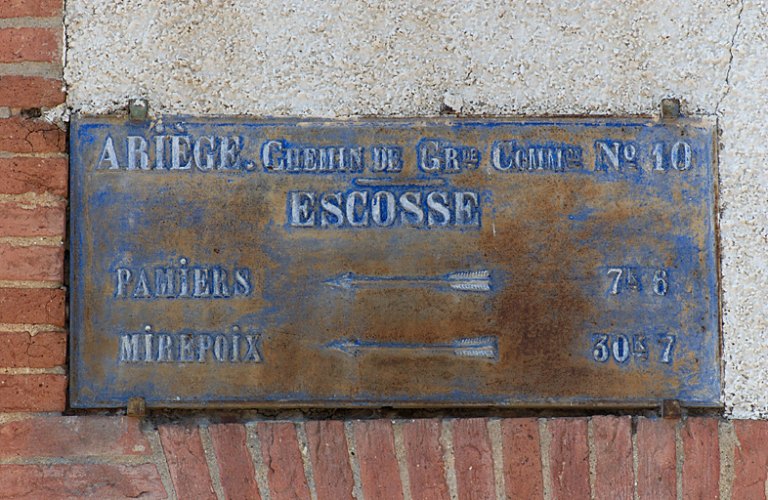 ARIÈGE. CHEMIN DE GRDE COMMON No 10
ESCOSSE
PAMIERS 7K 6
MIREPOIX 30K 7